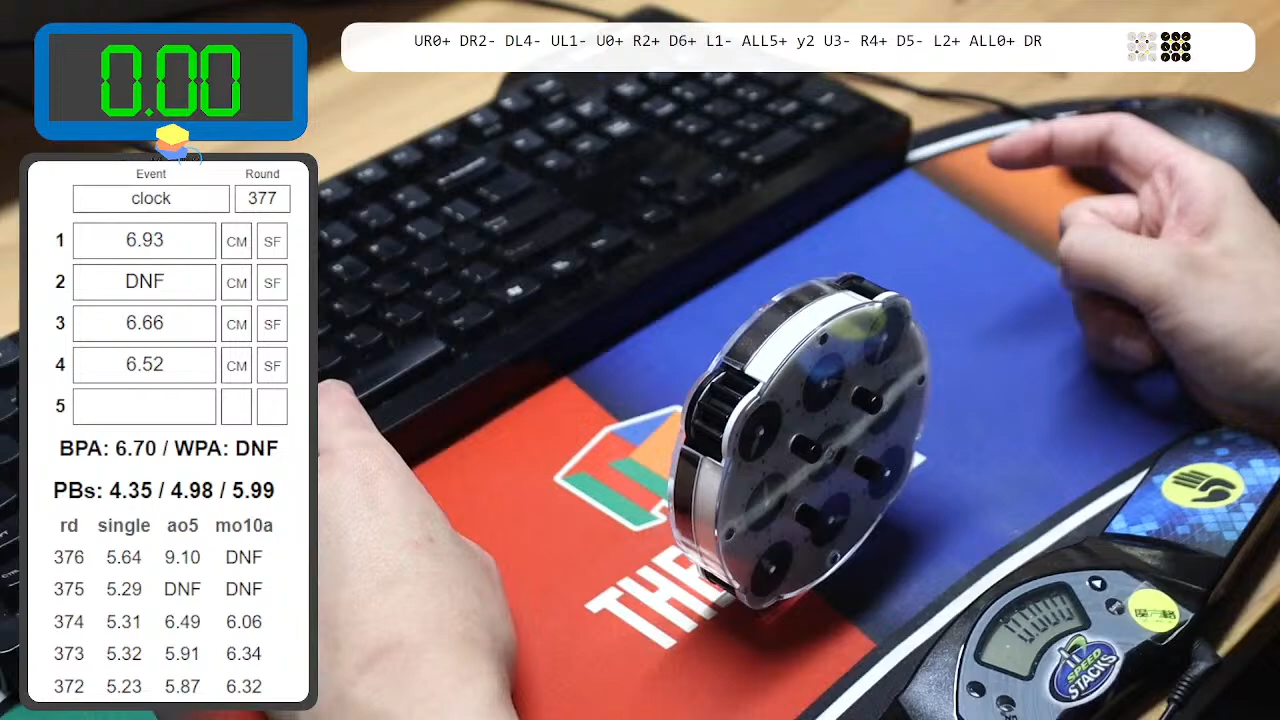 0.00
UR0+ DR2- DL4- UL1- U0+ R2+ D6+ L1- ALL5+ y2 U3- R4+ D5- L2+ ALL0+ DR
Event Round
clock 377
1 6.93 CM SF
2 DNF CM SF
3 6.66 CM SF
4 6.52 CM SF
5
BPA: 6.70 / WPA: DNF
PBs: 4.35 / 4.98 / 5.99
rd single ao5 mo10a
376 5.64 9.10 DNF
375 5.29 DNF DNF
374 5.31 6.49 6.06
373 5.32 5.91 6.34
372 5.23 5.87 6.32
THE
0.000
SPEED
STACKS